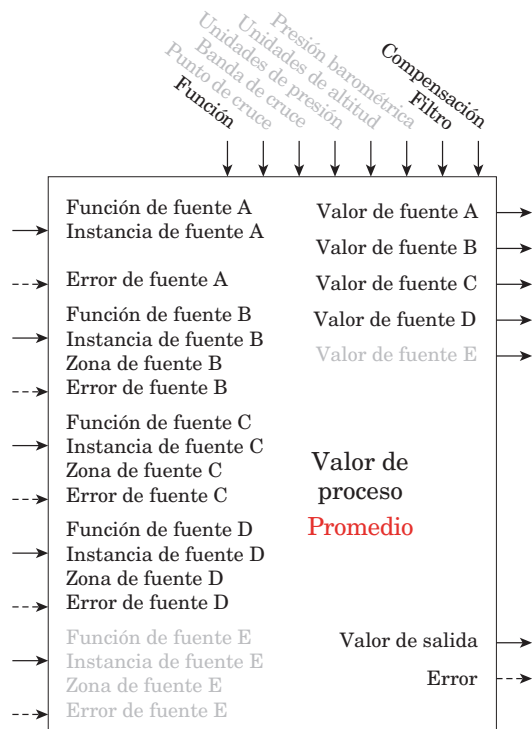 Función
Punto de cruce
Banda de cruce
Unidades de presión
Unidades de altitud
Presión barométrica
Filtro
Compensación
Función de fuente A
Instancia de fuente A
Error de fuente A
Función de fuente B
Instancia de fuente B
Zona de fuente B
Error de fuente B
Función de fuente C
Instancia de fuente C
Zona de fuente C
Error de fuente C
Función de fuente D
Instancia de fuente D
Zona de fuente D
Error de fuente D
Función de fuente E
Instancia de fuente E
Zona de fuente E
Error de fuente E
Valor de fuente A
Valor de fuente B
Valor de fuente C
Valor de fuente D
Valor de fuente E
Valor de
proceso
Promedio
Valor de salida
Error